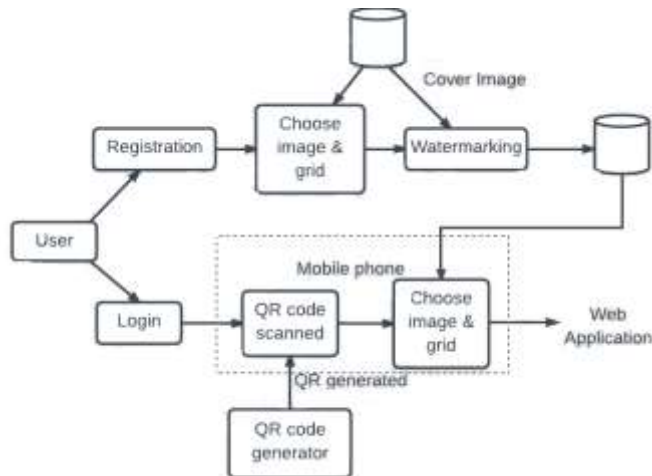 Cover Image
Choose
image &
grid
Registration
Watermarking
User
Mobile phone
Login
QR code
scanned
Choose
image &
grid
Web
Application
QR generated
QR code
generator